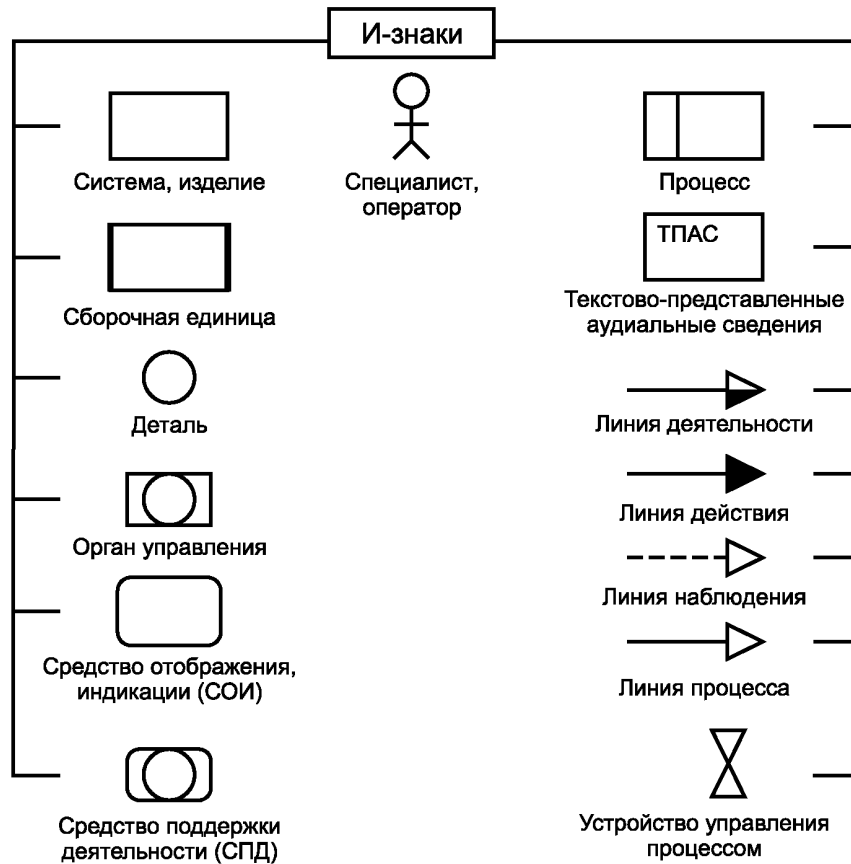 И-знаки
Система, изделие
Специалист,
оператор
Процесс
Сборочная единица
ТПАС
Текстово-представленные
аудиальные сведения
Деталь
Линия деятельности
Орган управления
Линия действия
Средство отображения,
индикации (СОИ)
Линия наблюдения
Линия процесса
Средство поддержки
деятельности (СПД)
Устройство управления
процессом